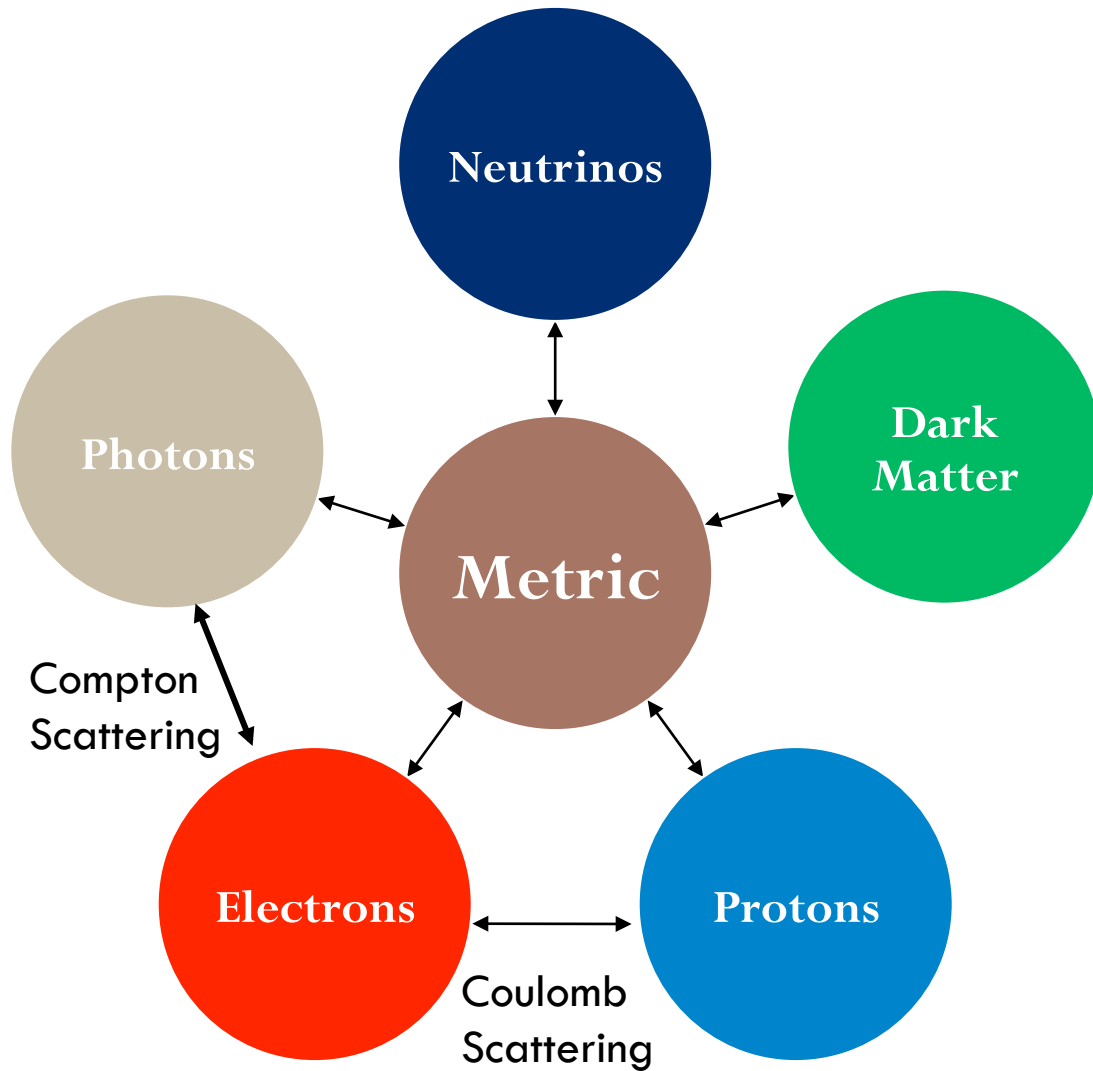 Neutrinos
Photons
Dark
Matter
Metric
Compton
Scattering
Electrons
Protons
Coulomb
Scattering